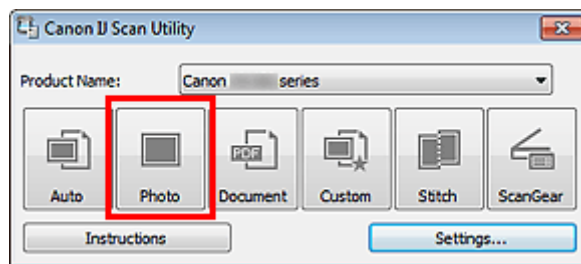 Canon IJ Scan Utility
Product Name: Canon series
PDF
Auto Photo Document Custom Stitch ScanGear
Instructions Settings...